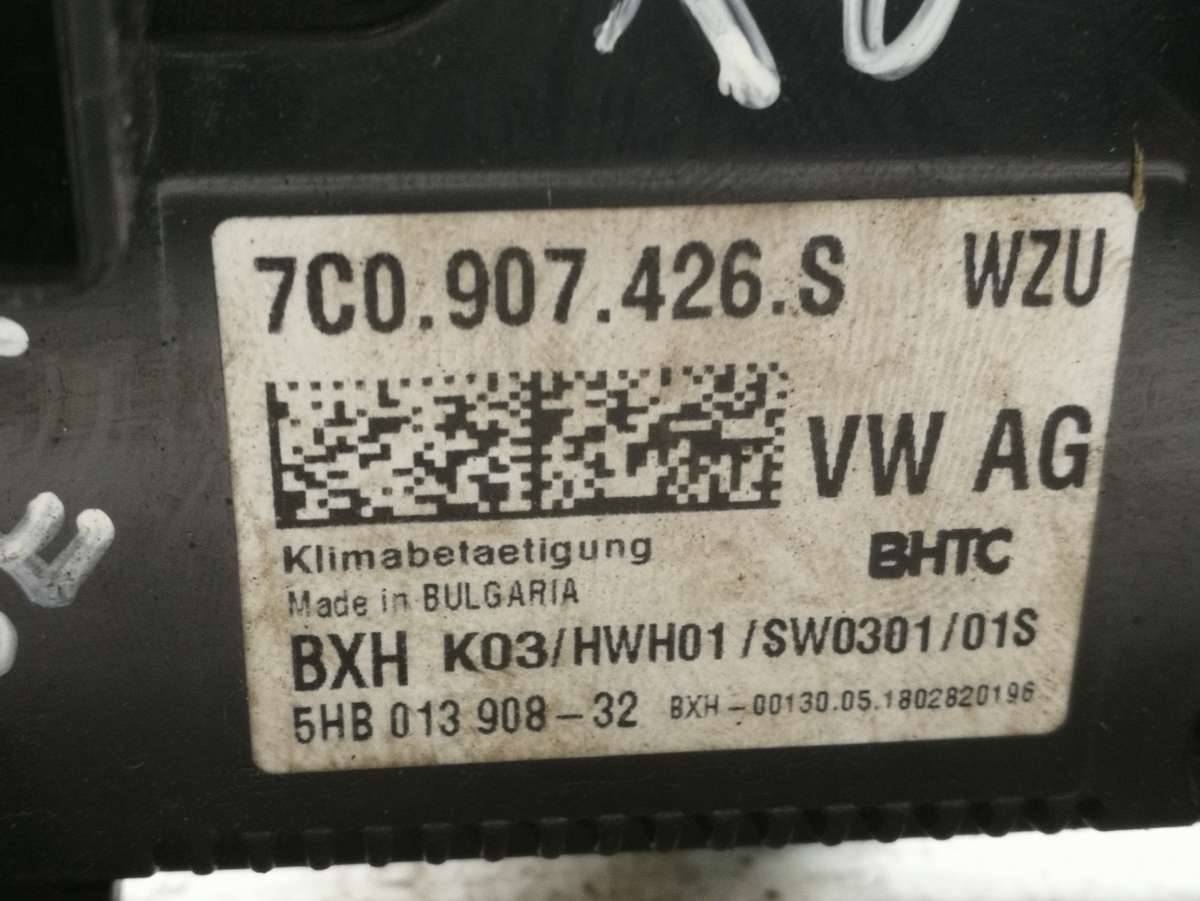 7C0.907.426.S WZU
VW AG
BHTC
Klimabetaetigung
Made in BULGARIA
BXH K03/HWH01/SW0301/01S
5HB 013 908-32 BXH-00130.05.1802820196